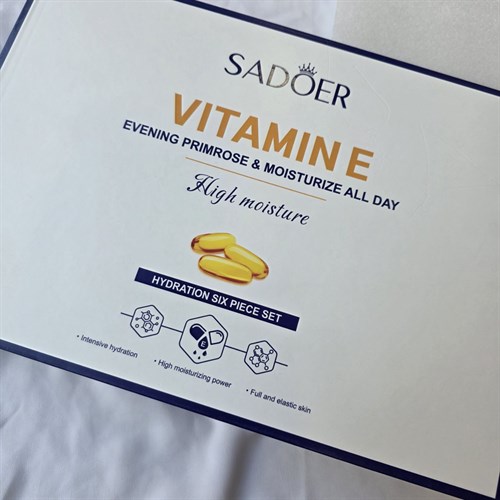 SADOER
VITAMIN E
EVENING PRIMROSE & MOISTURIZE ALL DAY
High moisture
HYDRATION SIX PIECE SET
• Intensive hydration
• High moisturizing power
• Full and elastic skin